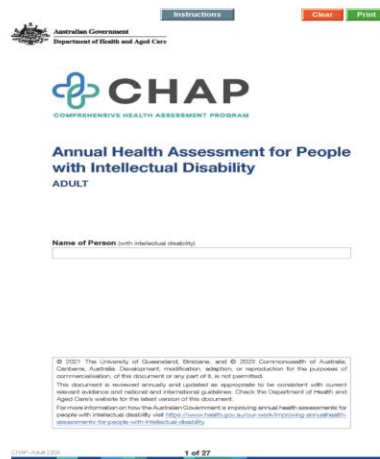 Instructions
Clear
Print
Australian Government
Department of Health and Aged Care
CHAP
COMPREHENSIVE HEALTH ASSESSMENT PROGRAM
Annual Health Assessment for People
with Intellectual Disability
ADULT
Name of Person (with intellectual disability)
© 2021 The University of Queensland, Brisbane, and © 2023 Commonwealth of Australia,
Canberra, Australia. Development, modification, adaption, or reproduction for the purposes of
commercialisation, of this document or any part of it, is not permitted.
This document is reviewed annually and updated as appropriate to be consistent with current
relevant evidence and national and international guidelines. Check the Department of Health and
Aged Care's website for the latest version of this document.
For more information on how the Australian Government is improving annual health assessments for
people with intellectual disability visit https://www.health.gov.au/our-work/improving-annualhealth-
assessments-for-people-with-intellectual-disability.
1 of 27